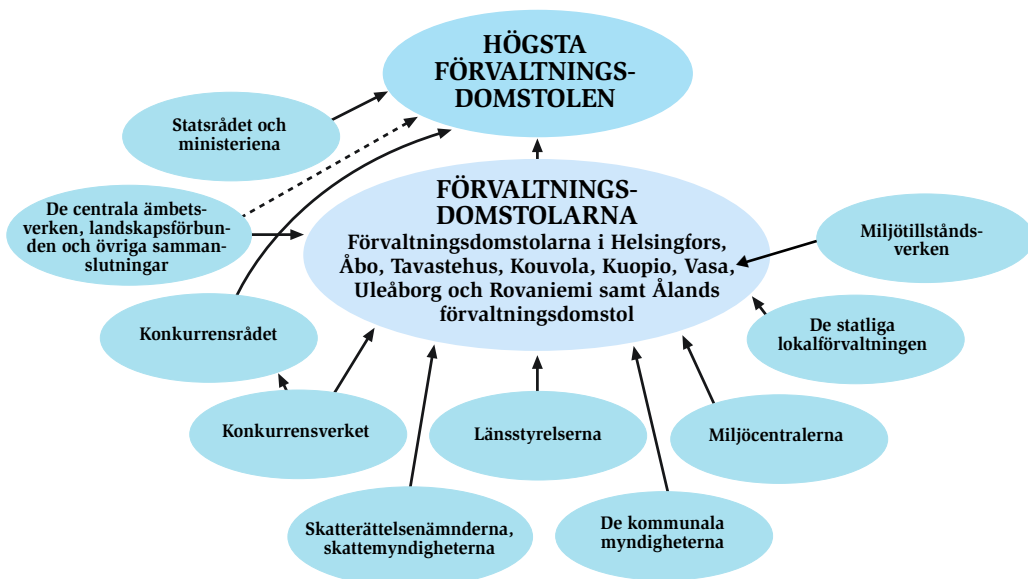 HÖGSTA
FÖRVALTNINGS-
DOMSTOLEN
Statsrådet och
ministeriena
FÖRVALTNINGS-
DOMSTOLARNA
Förvaltningsdomstolarna i Helsingfors,
Åbo, Tavastehus, Kouvola, Kuopio, Vasa,
Uleåborg och Rovaniemi samt Ålands
förvaltningsdomstol
De centrala ämbets-
verken, landskapsförbun-
den och övriga samman-
slutningar
Miljötillstånds-
verken
Konkurrensrådet
De statliga
lokalförvaltningen
Konkurrensverket
Länsstyrelserna
Miljöcentralerna
Skatterättelsenämnderna,
skattemyndigheterna
De kommunala
myndigheterna